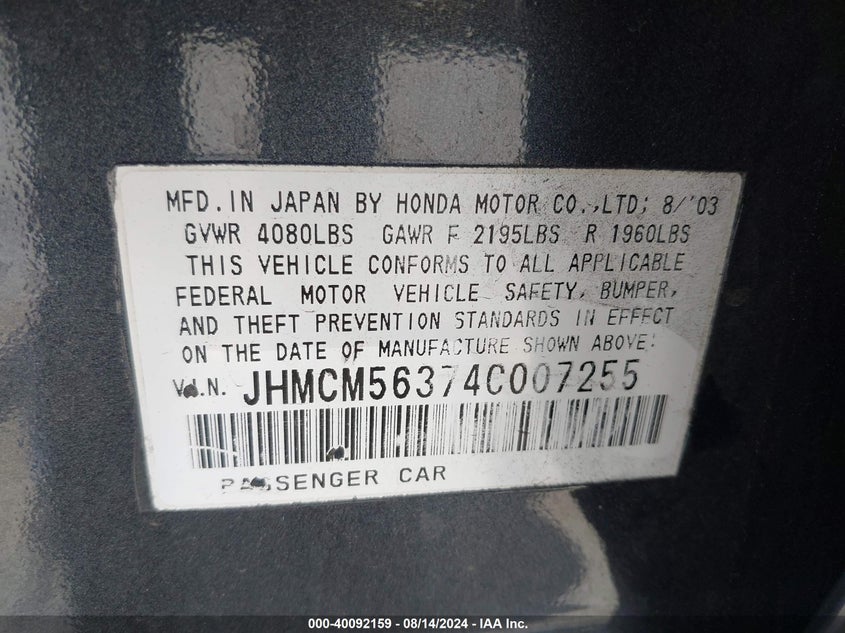 MFD.IN JAPAN BY HONDA MOTOR CO.,LTD; 8/'03
GVWR 4080LBS GAWR F 2195LBS R 1960LBS
THIS VEHICLE CONFORMS TO ALL APPLICABLE
FEDERAL MOTOR VEHICLE SAFETY, BUMPER,
AND THEFT PREVENTION STANDARDS IN EFFECT
ON THE DATE OF MANUFACTURE SHOWN ABOVE.
V.I.N. JHMCM56374C007255
PASSENGER CAR
000-40092159 - 08/14/2024 - IAA Inc.